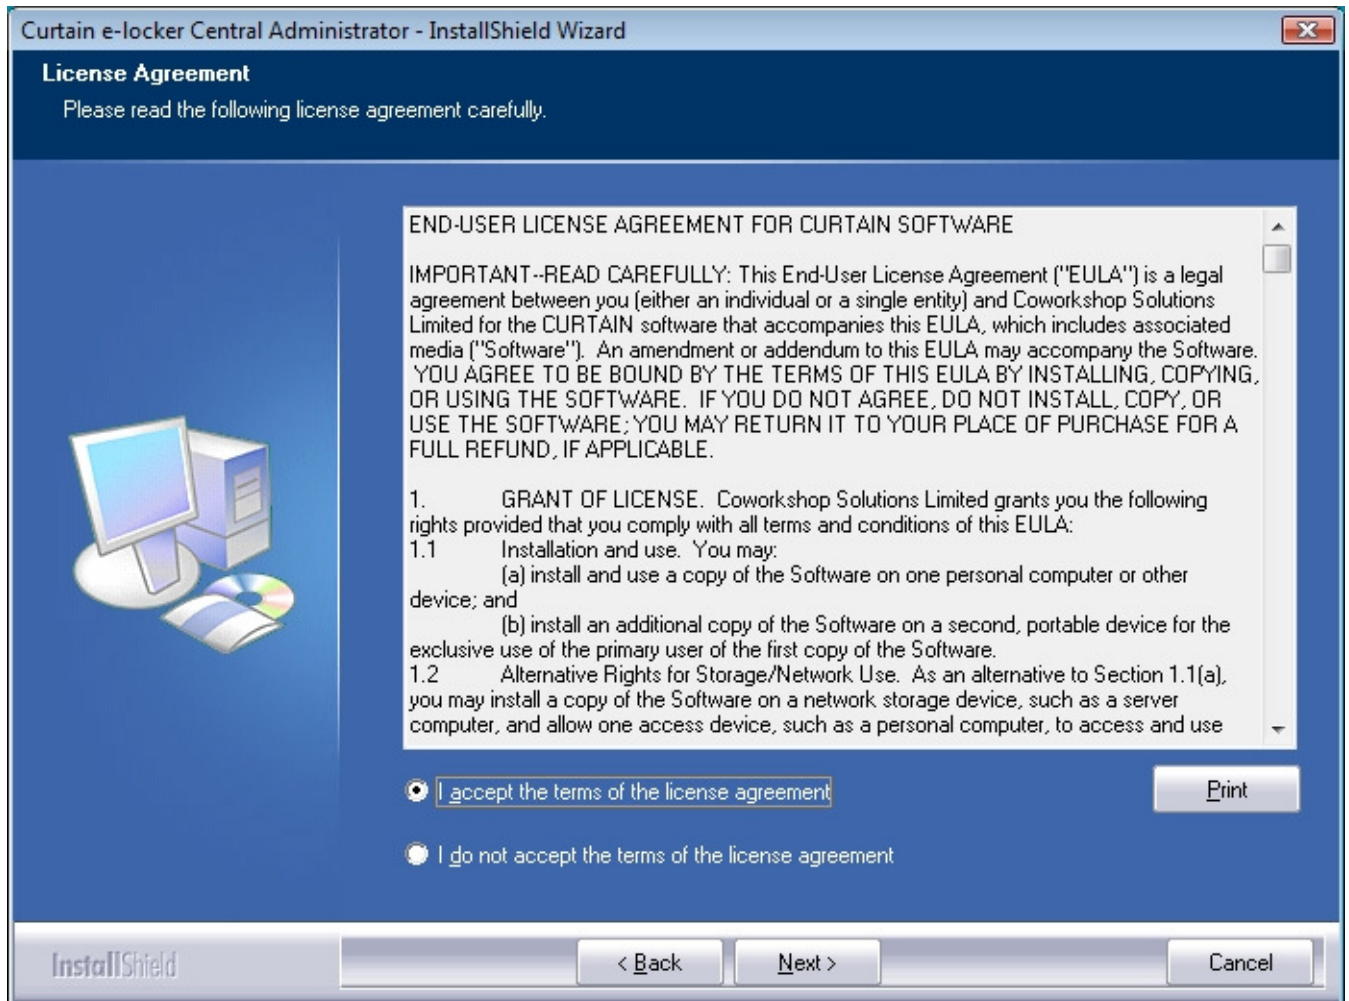 Curtain e-locker Central Administrator - InstallShield Wizard
License Agreement
Please read the following license agreement carefully.
END-USER LICENSE AGREEMENT FOR CURTAIN SOFTWARE
IMPORTANT--READ CAREFULLY: This End-User License Agreement ("EULA") is a legal
agreement between you (either an individual or a single entity) and Coworkshop Solutions
Limited for the CURTAIN software that accompanies this EULA, which includes associated
media ("Software").  An amendment or addendum to this EULA may accompany the Software.
YOU AGREE TO BE BOUND BY THE TERMS OF THIS EULA BY INSTALLING, COPYING,
OR USING THE SOFTWARE.  IF YOU DO NOT AGREE, DO NOT INSTALL, COPY, OR
USE THE SOFTWARE; YOU MAY RETURN IT TO YOUR PLACE OF PURCHASE FOR A
FULL REFUND, IF APPLICABLE.
1. GRANT OF LICENSE.  Coworkshop Solutions Limited grants you the following
rights provided that you comply with all terms and conditions of this EULA:
1.1 Installation and use.  You may:
(a) install and use a copy of the Software on one personal computer or other
device; and
(b) install an additional copy of the Software on a second, portable device for the
exclusive use of the primary user of the first copy of the Software.
1.2 Alternative Rights for Storage/Network Use.  As an alternative to Section 1.1(a),
you may install a copy of the Software on a network storage device, such as a server
computer, and allow one access device, such as a personal computer, to access and use
I accept the terms of the license agreement
Print
I do not accept the terms of the license agreement
InstallShield
< Back
Next >
Cancel